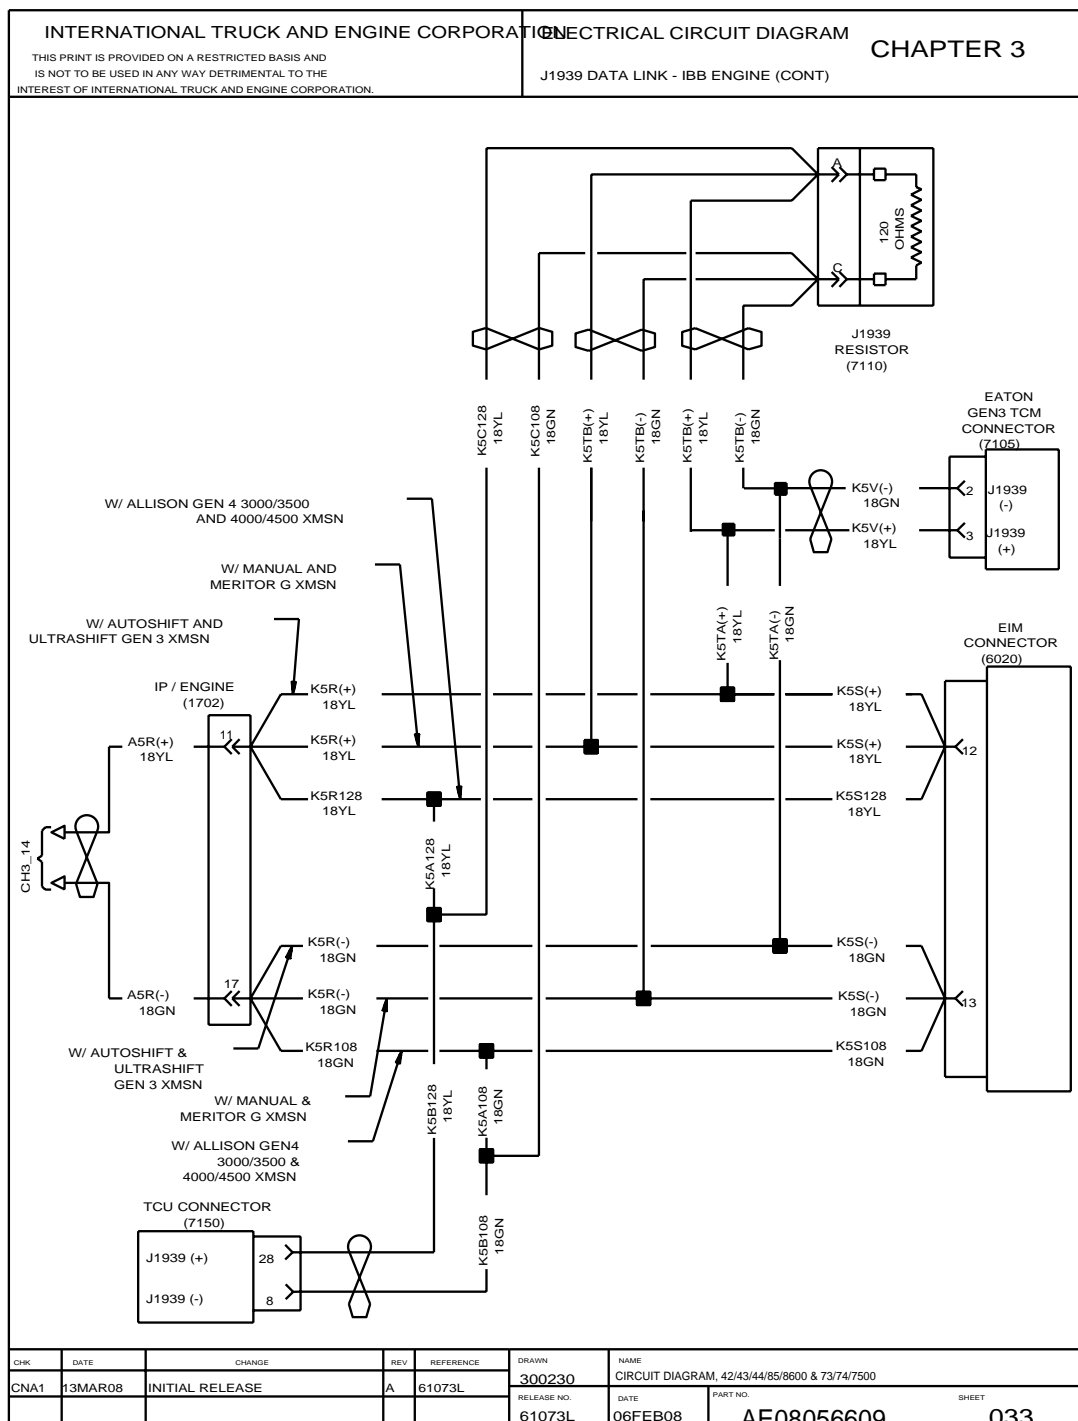 INTERNATIONAL TRUCK AND ENGINE CORPORATION
THIS PRINT IS PROVIDED ON A RESTRICTED BASIS AND
IS NOT TO BE USED IN ANY WAY DETRIMENTAL TO THE
INTEREST OF INTERNATIONAL TRUCK AND ENGINE CORPORATION.
ELECTRICAL CIRCUIT DIAGRAM
J1939 DATA LINK - IBB ENGINE (CONT)
CHAPTER 3
A
120
OHMS
C
J1939
RESISTOR
(7110)
K5C128
18YL
K5C108
18GN
K5TB(+)
18YL
K5TB(-)
18GN
K5TB(+)
18YL
K5TB(-)
18GN
EATON
GEN3 TCM
CONNECTOR
(7105)
K5V(-)
18GN
2
J1939
(-)
K5V(+)
18YL
3
J1939
(+)
W/ ALLISON GEN 4 3000/3500
AND 4000/4500 XMSN
W/ MANUAL AND
MERITOR G XMSN
W/ AUTOSHIFT AND
ULTRASHIFT GEN 3 XMSN
K5TA(+)
18YL
K5TA(-)
18GN
EIM
CONNECTOR
(6020)
IP / ENGINE
(1702)
K5R(+)
18YL
K5S(+)
18YL
A5R(+)
18YL
11
K5R(+)
18YL
K5S(+)
18YL
12
K5R128
18YL
K5S128
18YL
CH3_14
K5A128
18YL
K5R(-)
18GN
K5S(-)
18GN
A5R(-)
18GN
17
K5R(-)
18GN
K5S(-)
18GN
13
K5R108
18GN
K5S108
18GN
W/ AUTOSHIFT &
ULTRASHIFT
GEN 3 XMSN
W/ MANUAL &
MERITOR G XMSN
K5B128
18YL
K5A108
18GN
W/ ALLISON GEN4
3000/3500 &
4000/4500 XMSN
TCU CONNECTOR
(7150)
K5B108
18GN
J1939 (+)
28
J1939 (-)
8
CHK DATE CHANGE REV REFERENCE
CNA1 13MAR08 INITIAL RELEASE A 61073L
DRAWN
300230
NAME
CIRCUIT DIAGRAM, 42/43/44/85/8600 & 73/74/7500
RELEASE NO.
61073L
DATE
06FEB08
PART NO.
AE08056609
SHEET
033